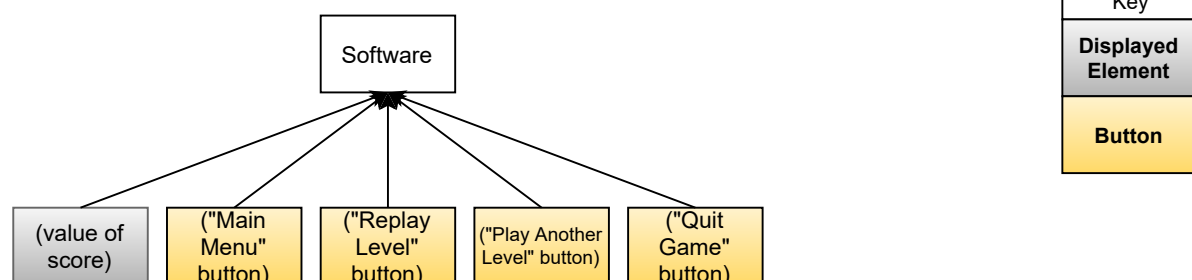 Key
Software
Displayed
Element
Button
(value of
score)
("Main
Menu"
button)
("Replay
Level"
button)
("Play Another
Level" button)
("Quit
Game"
button)